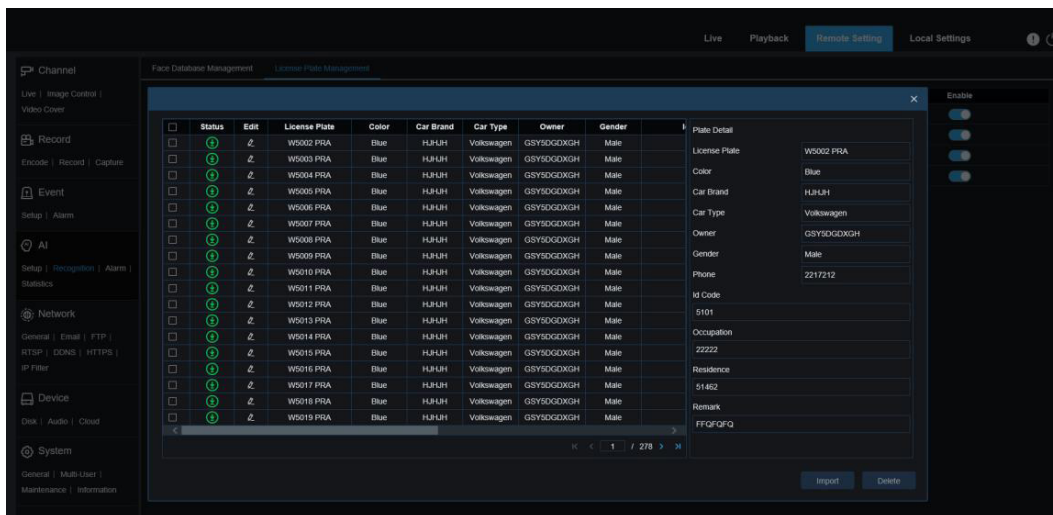 Live Playback Remote Setting Local Settings
Channel
Live | Image Control |
Video Cover
Record
Encode | Record | Capture
Event
Setup | Alarm
AI
Setup | Recognition | Alarm |
Statistics
Network
General | Email | FTP |
RTSP | DDNS | HTTPS |
IP Filter
Device
Disk | Audio | Cloud
System
General | Multi-User |
Maintenance | Information
Face Database Management License Plate Management
Enable
Status Edit License Plate Color Car Brand Car Type Owner Gender
W5002 PRA Blue HJHJH Volkswagen GSY5DGDXGH Male
W5003 PRA Blue HJHJH Volkswagen GSY5DGDXGH Male
W5004 PRA Blue HJHJH Volkswagen GSY5DGDXGH Male
W5005 PRA Blue HJHJH Volkswagen GSY5DGDXGH Male
W5006 PRA Blue HJHJH Volkswagen GSY5DGDXGH Male
W5007 PRA Blue HJHJH Volkswagen GSY5DGDXGH Male
W5008 PRA Blue HJHJH Volkswagen GSY5DGDXGH Male
W5009 PRA Blue HJHJH Volkswagen GSY5DGDXGH Male
W5010 PRA Blue HJHJH Volkswagen GSY5DGDXGH Male
W5011 PRA Blue HJHJH Volkswagen GSY5DGDXGH Male
W5012 PRA Blue HJHJH Volkswagen GSY5DGDXGH Male
W5013 PRA Blue HJHJH Volkswagen GSY5DGDXGH Male
W5014 PRA Blue HJHJH Volkswagen GSY5DGDXGH Male
W5015 PRA Blue HJHJH Volkswagen GSY5DGDXGH Male
W5016 PRA Blue HJHJH Volkswagen GSY5DGDXGH Male
W5017 PRA Blue HJHJH Volkswagen GSY5DGDXGH Male
W5018 PRA Blue HJHJH Volkswagen GSY5DGDXGH Male
W5019 PRA Blue HJHJH Volkswagen GSY5DGDXGH Male
1 / 278
Plate Detail
License Plate W5002 PRA
Color Blue
Car Brand HJHJH
Car Type Volkswagen
Owner GSY5DGDXGH
Gender Male
Phone 2217212
Id Code
5101
Occupation
22222
Residence
51462
Remark
FFQFQFQ
Import Delete